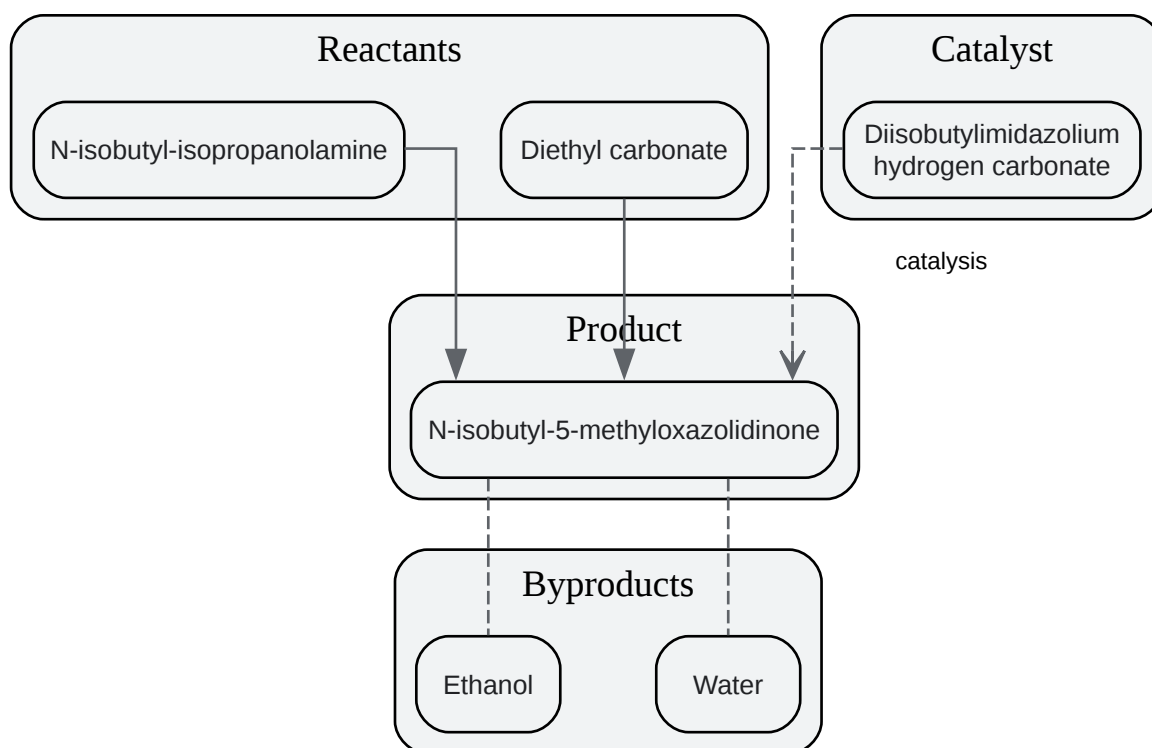 Reactants
Catalyst
N-isobutyl-isopropanolamine
Diethyl carbonate
Diisobutylimidazolium
hydrogen carbonate
catalysis
Product
N-isobutyl-5-methyloxazolidinone
Byproducts
Ethanol
Water